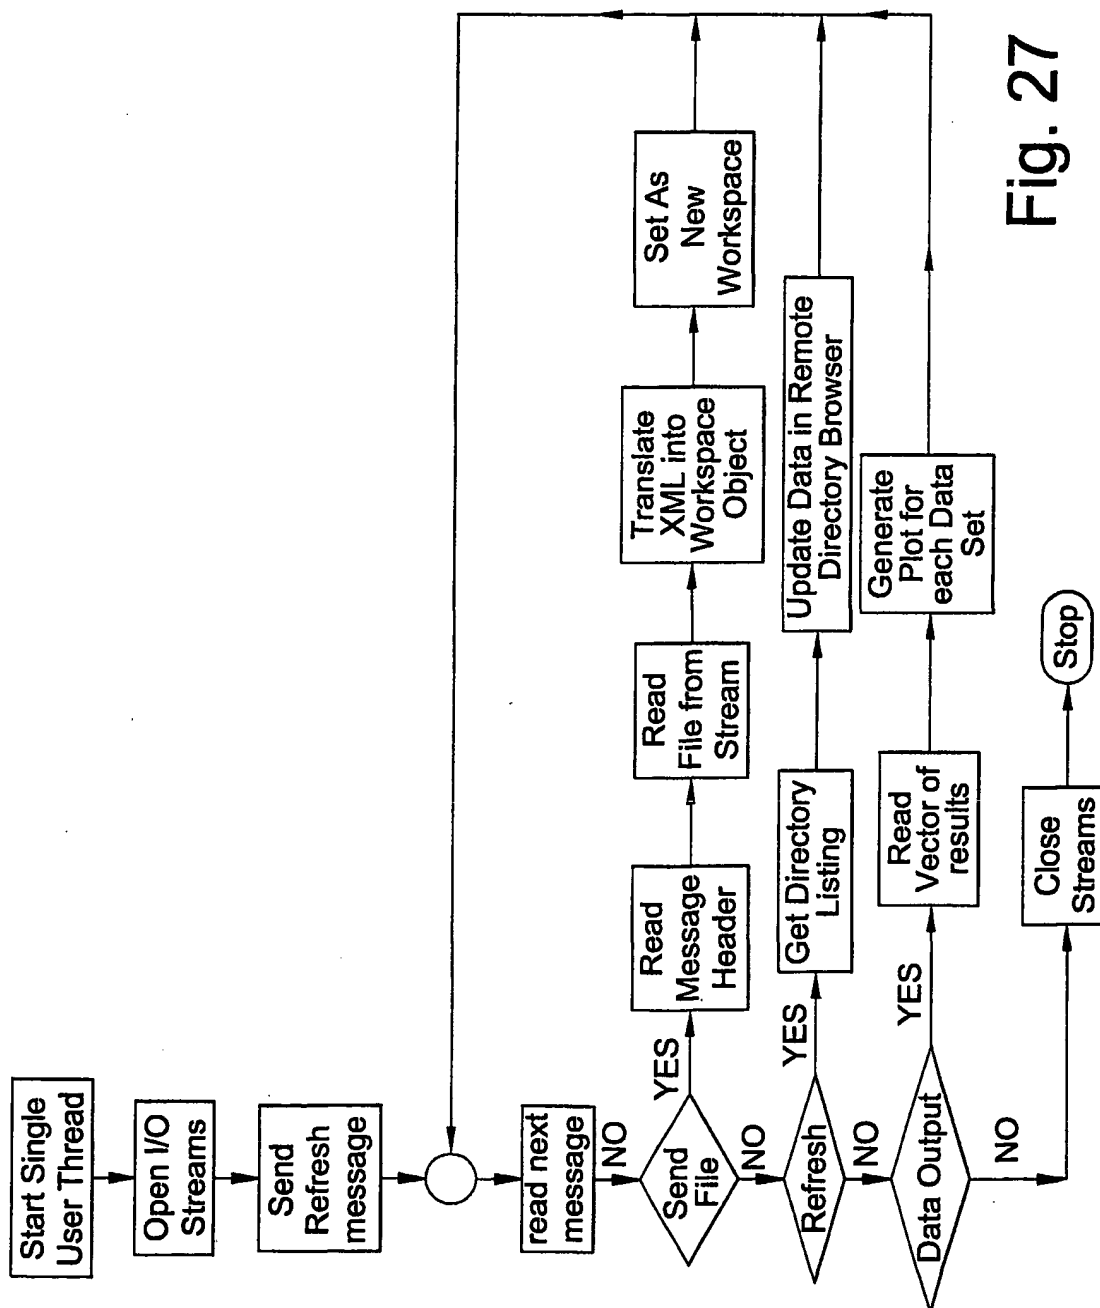 Start Single
User Thread
Open I/O
Streams
Send
Refresh
message
read next
message
NO
Send
File
YES
Read
Message
Header
Read
File from
Stream
Translate
XML into
Workspace
Object
Set As
New
Workspace
NO
Refresh
YES
Get Directory
Listing
Update Data in Remote
Directory Browser
NO
Data Output
YES
Read
Vector of
results
Generate
Plot for
each Data
Set
NO
Close
Streams
Stop
Fig. 27